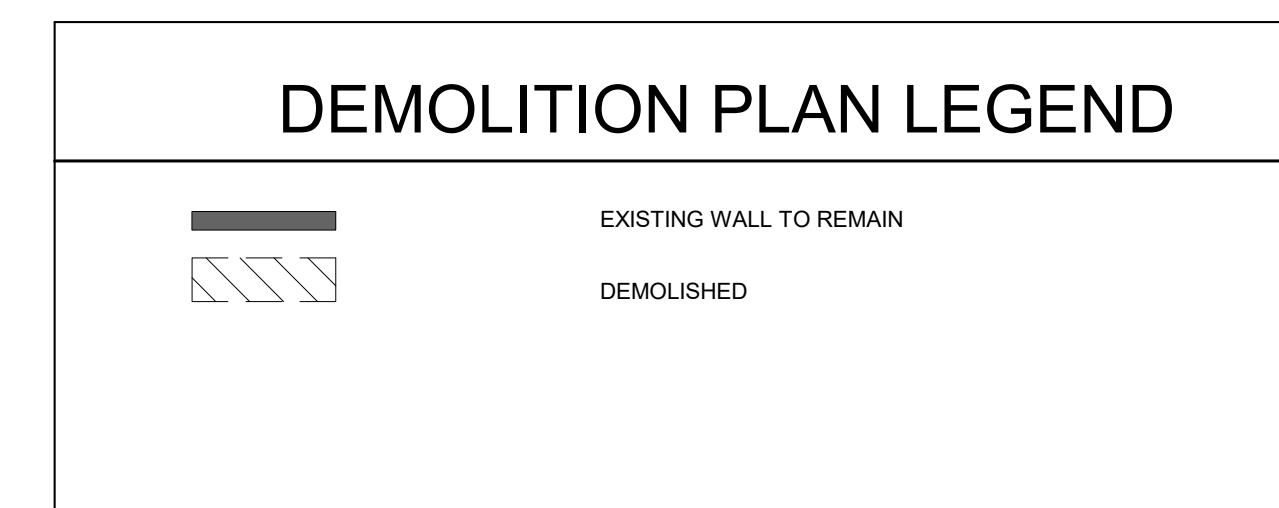 DEMOLITION PLAN LEGEND
EXISTING WALL TO REMAIN
DEMOLISHED